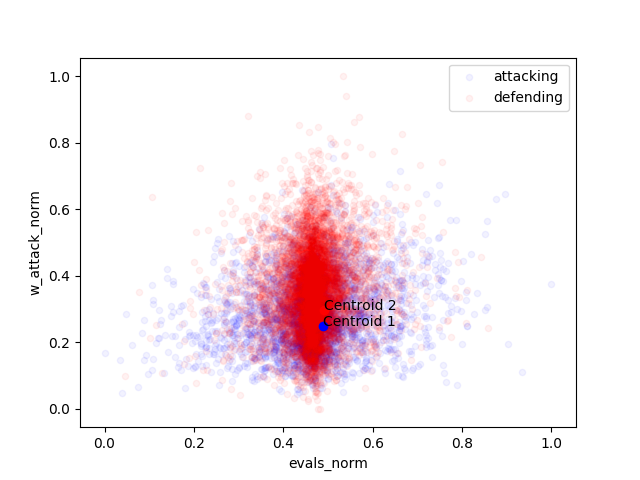 attacking
defending
1.0
0.8
0.6
0.4
0.2
0.0
w_attack_norm
Centroid 2
Centroid 1
0.0 0.2 0.4 0.6 0.8 1.0
evals_norm